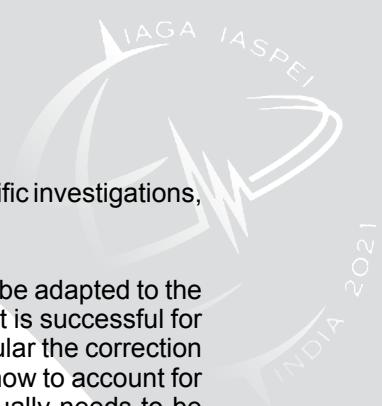 IAGA IASPEI
INDIA 2021
ific investigations,
be adapted to the
t is successful for
ular the correction
now to account for
ually needs to be